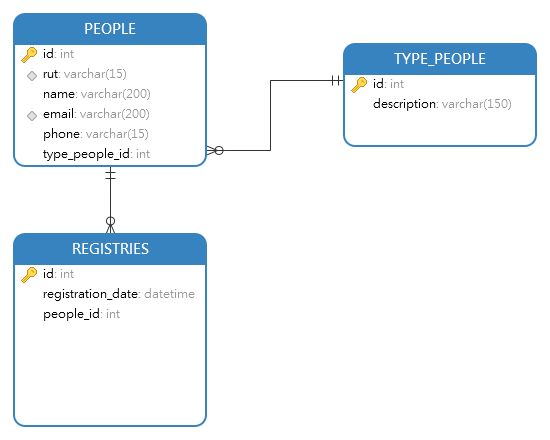 PEOPLE
id: int
rut: varchar(15)
name: varchar(200)
email: varchar(200)
phone: varchar(15)
type_people_id: int
TYPE_PEOPLE
id: int
description: varchar(150)
REGISTRIES
id: int
registration_date: datetime
people_id: int